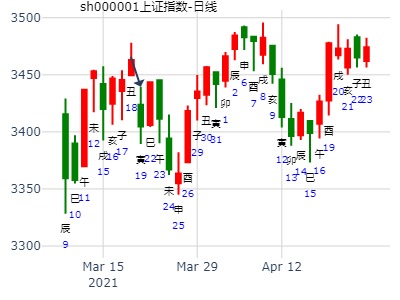 sh000001上证指数-日线
3500
3450
3400
3350
3300
辰
9
巳
10
午
11
未
12
戌
15
亥
16
子
17
丑
18
寅
19
巳
22
午
23
未
24
申
25
酉
26
子
29
丑
30
寅
31
卯
1
辰
2
申
6
酉
7
戌
8
亥
9
寅
12
卯
13
辰
14
巳
15
午
16
酉
19
戌
20
亥
21
子
22
丑
23
Mar 15
2021
Mar 29
Apr 12